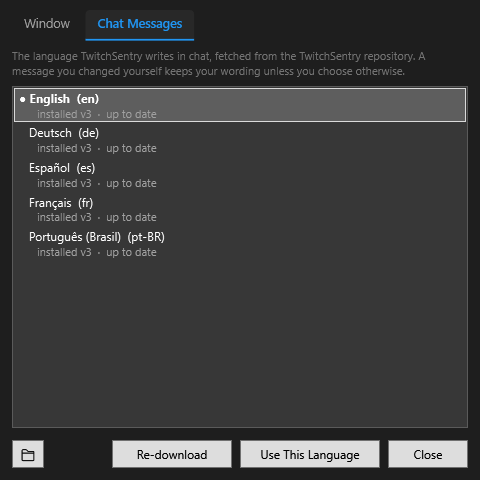 Window
Chat Messages
The language TwitchSentry writes in chat, fetched from the TwitchSentry repository. A
message you changed yourself keeps your wording unless you choose otherwise.
● English (en)
installed v3 · up to date
Deutsch (de)
installed v3 · up to date
Español (es)
installed v3 · up to date
Français (fr)
installed v3 · up to date
Português (Brasil) (pt-BR)
installed v3 · up to date
Re-download
Use This Language
Close